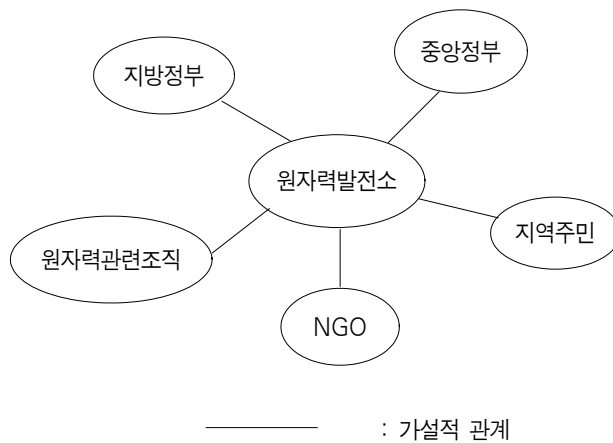 중앙정부
지방정부
원자력발전소
지역주민
원자력관련조직
NGO
: 가설적 관계